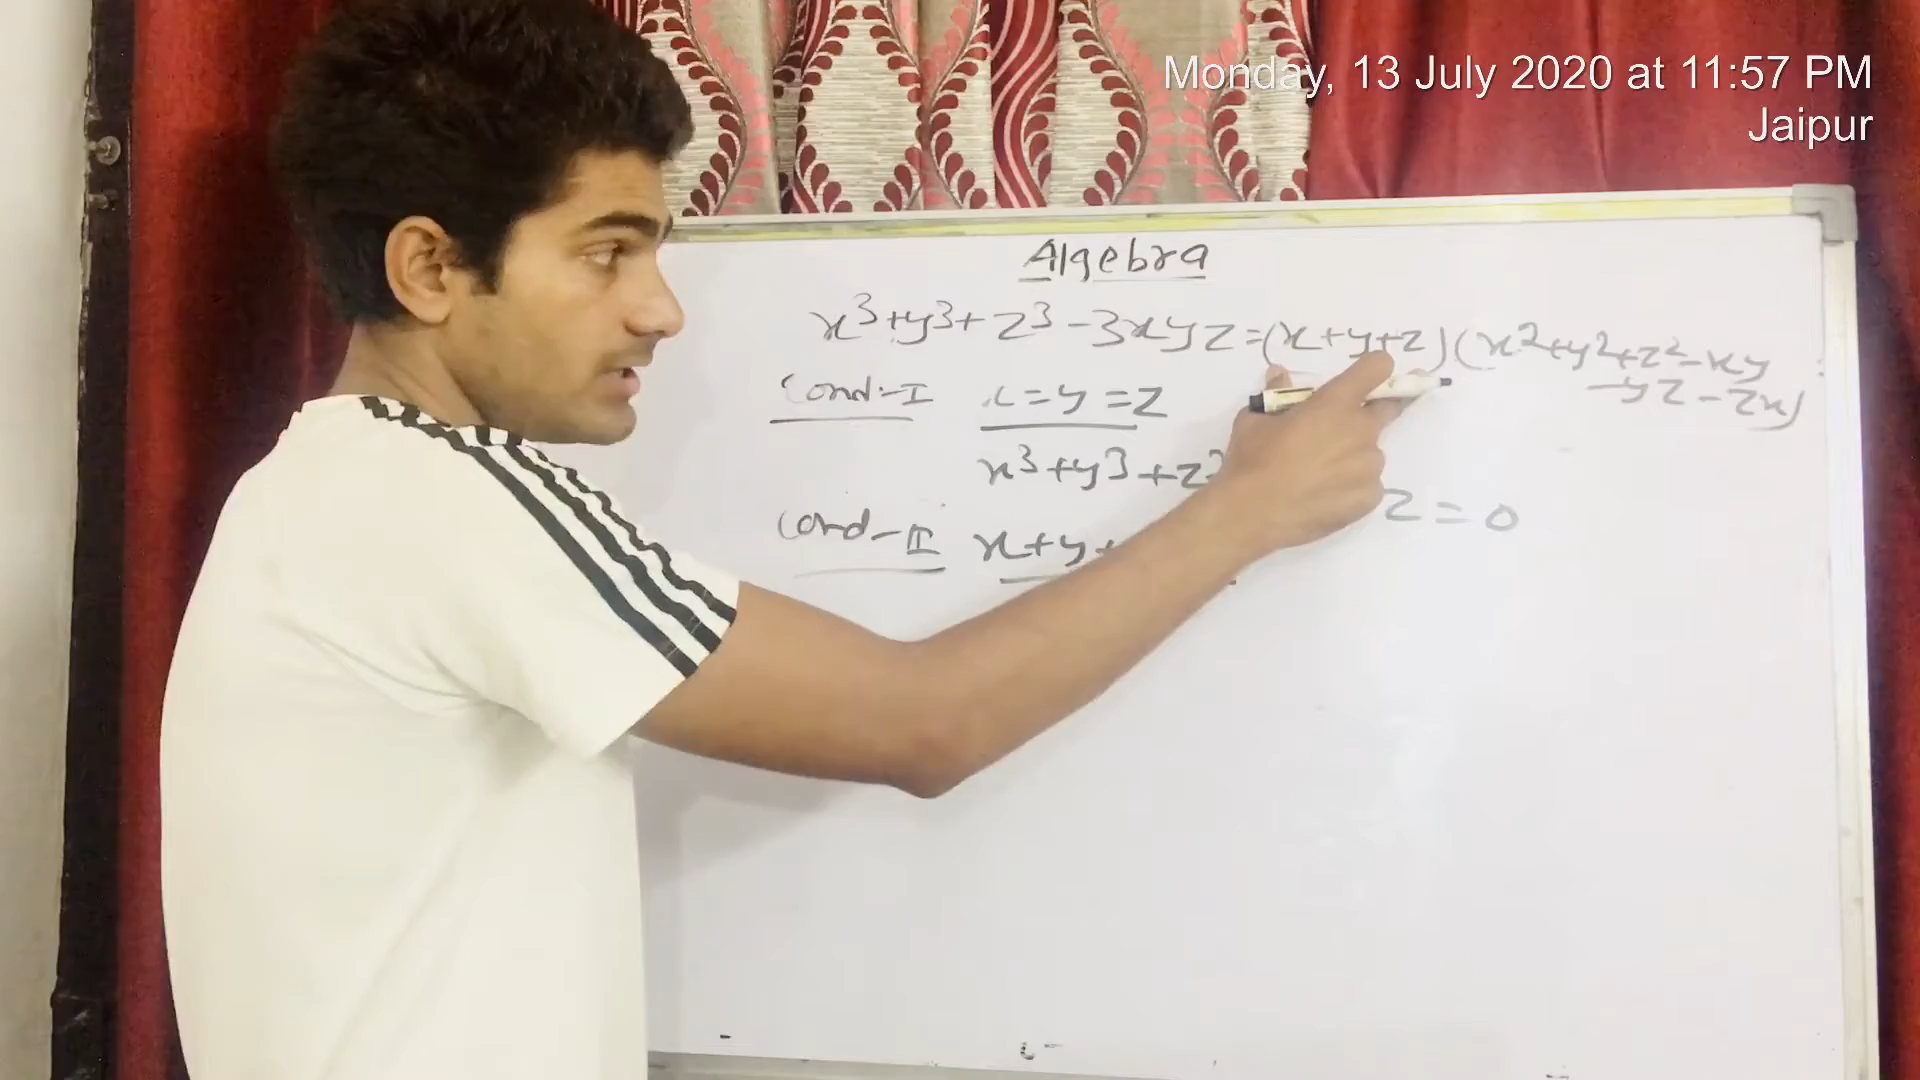 Monday, 13 July 2020 at 11:57 PM
Jaipur
Algebra
x³+y³+z³-3xyz=(x+y+z)(x²+y²+z²-xy
-yz-zx)
Cond-I x=y=z
x³+y³+z³ z=0
Cond-II x+y+